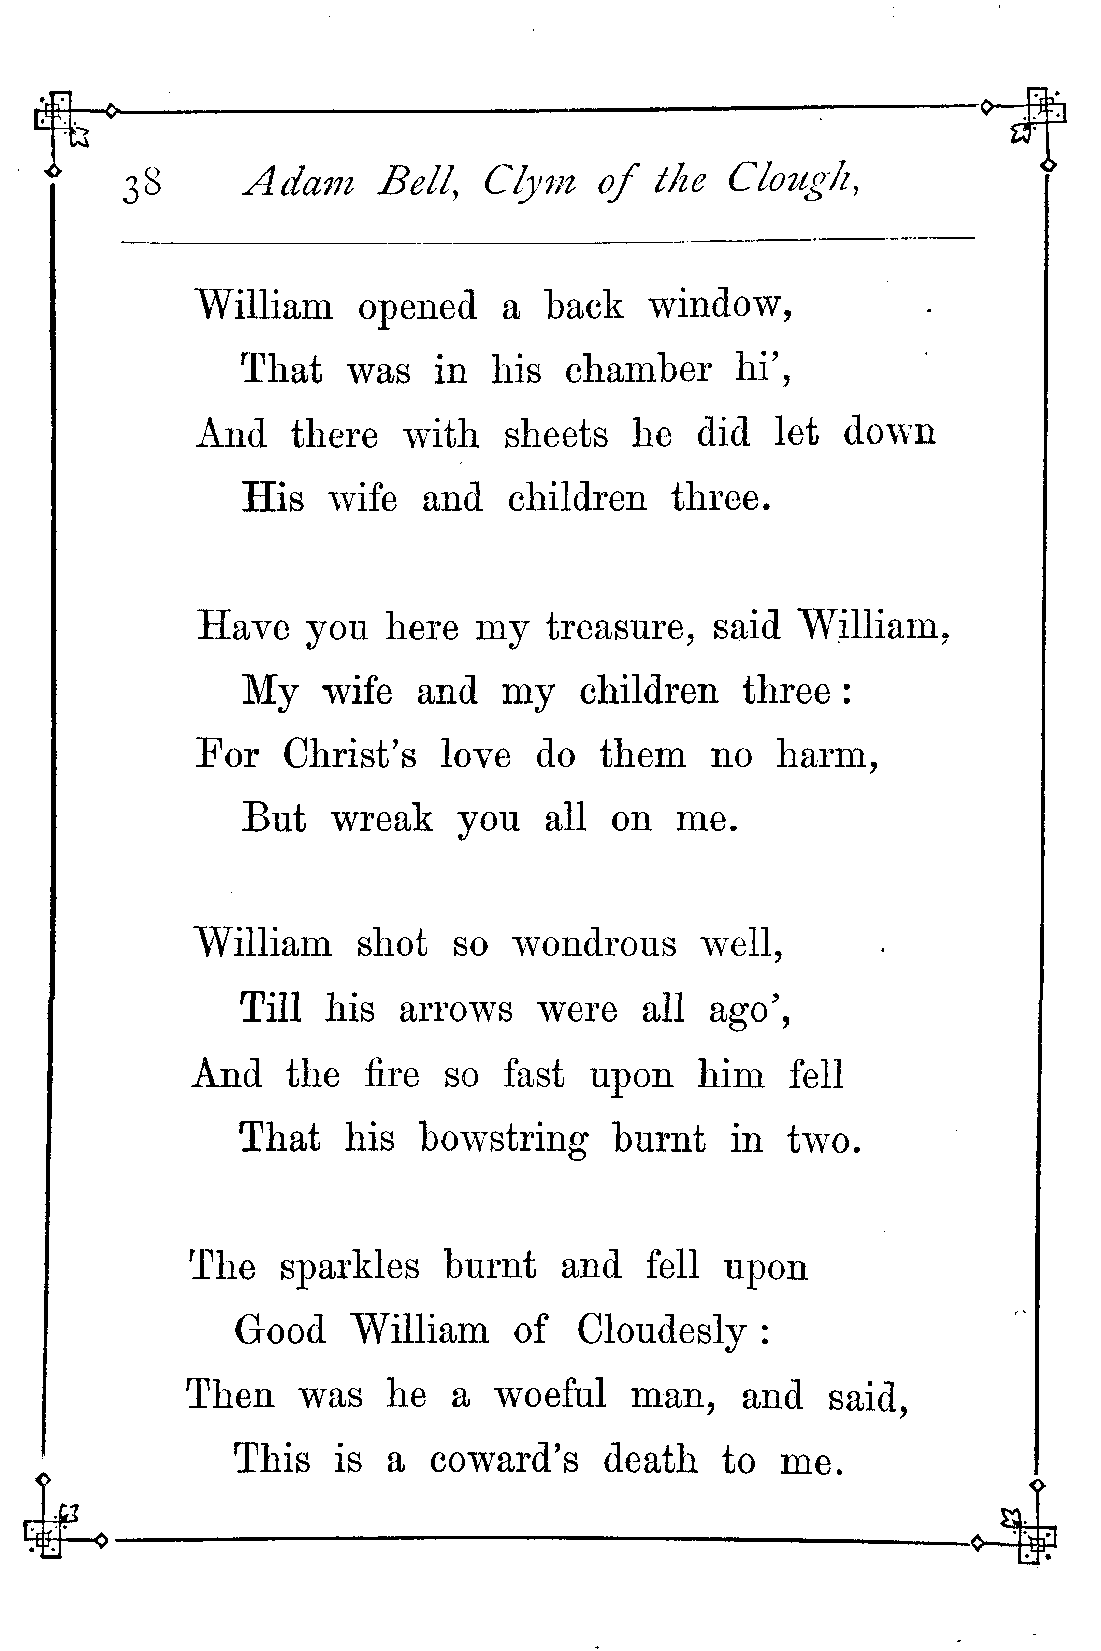 38 Adam Bell, Clym of the Clough,
William opened a back window,
That was in his chamber hi’,
And there with sheets he did let down
His wife and children three.
Have you here my treasure, said William,
My wife and my children three :
For Christ’s love do them no harm,
But wreak you all on me.
William shot so wondrous well,
Till his arrows were all ago’,
And the fire so fast upon him fell
That his bowstring burnt in two.
The sparkles burnt and fell upon
Good William of Cloudesly :
Then was he a woeful man, and said,
This is a coward’s death to me.